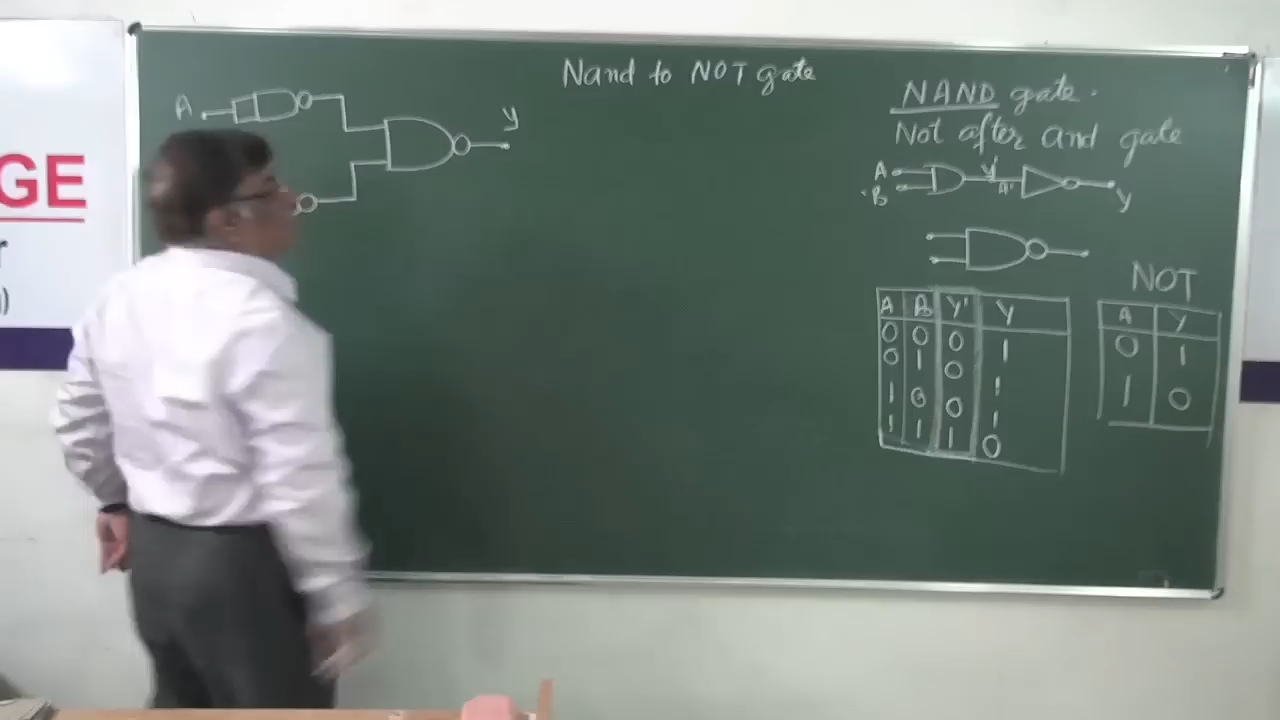 Nand to NOT gate
A
y
NAND gate.
Not after and gate
A
B
y'
A'
y
A B Y' Y
0 0 0 1
0 1 0 1
1 0 0 1
1 1 1 0
NOT
A Y
0 1
1 0
GE
r
)